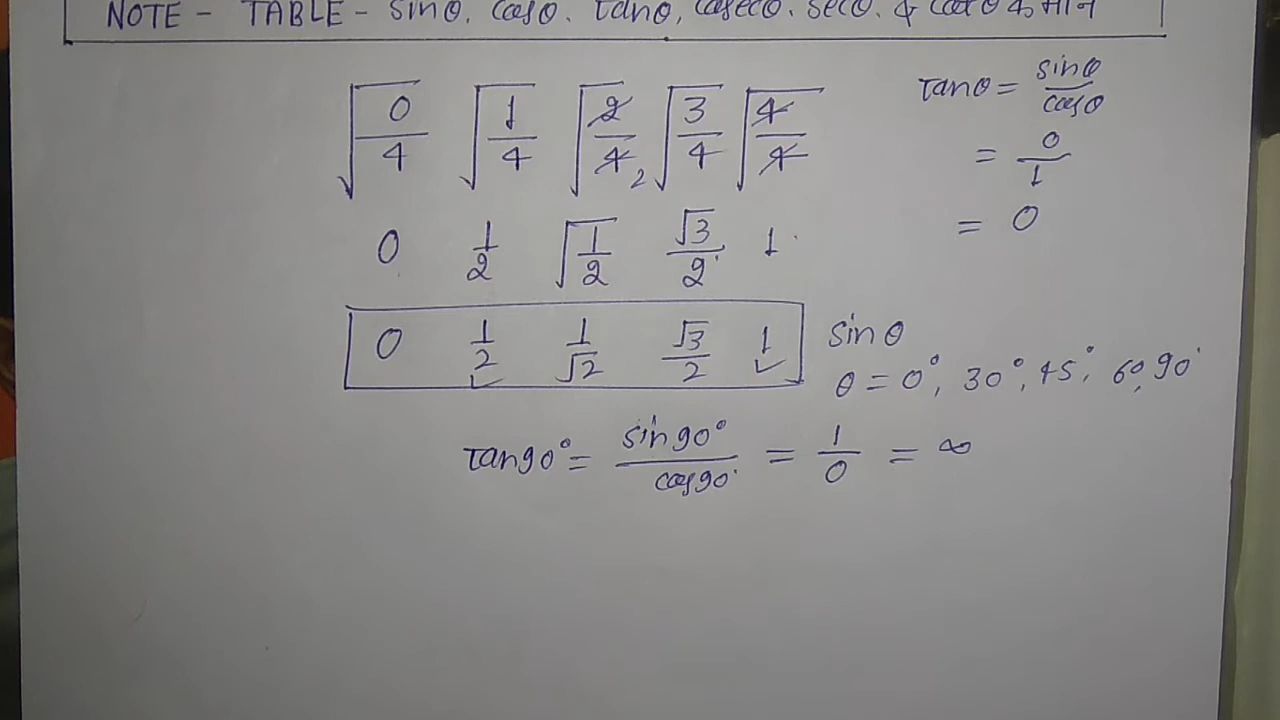 NOTE - TABLE - sinθ, cosθ. tanθ, cosecθ. secθ. & cotθ के मान
√0/4 √1/4 √2/4 2 √3/4 √4/4
0 1/2 √1/2 √3/2 1
0 1/2 1/√2 √3/2 1
sinθ
θ = 0°, 30°, 45°, 60, 90°
tan90° = sin90°/cos90° = 1/0 = ∞
tanθ = sinθ/cosθ
= 0/1
= 0